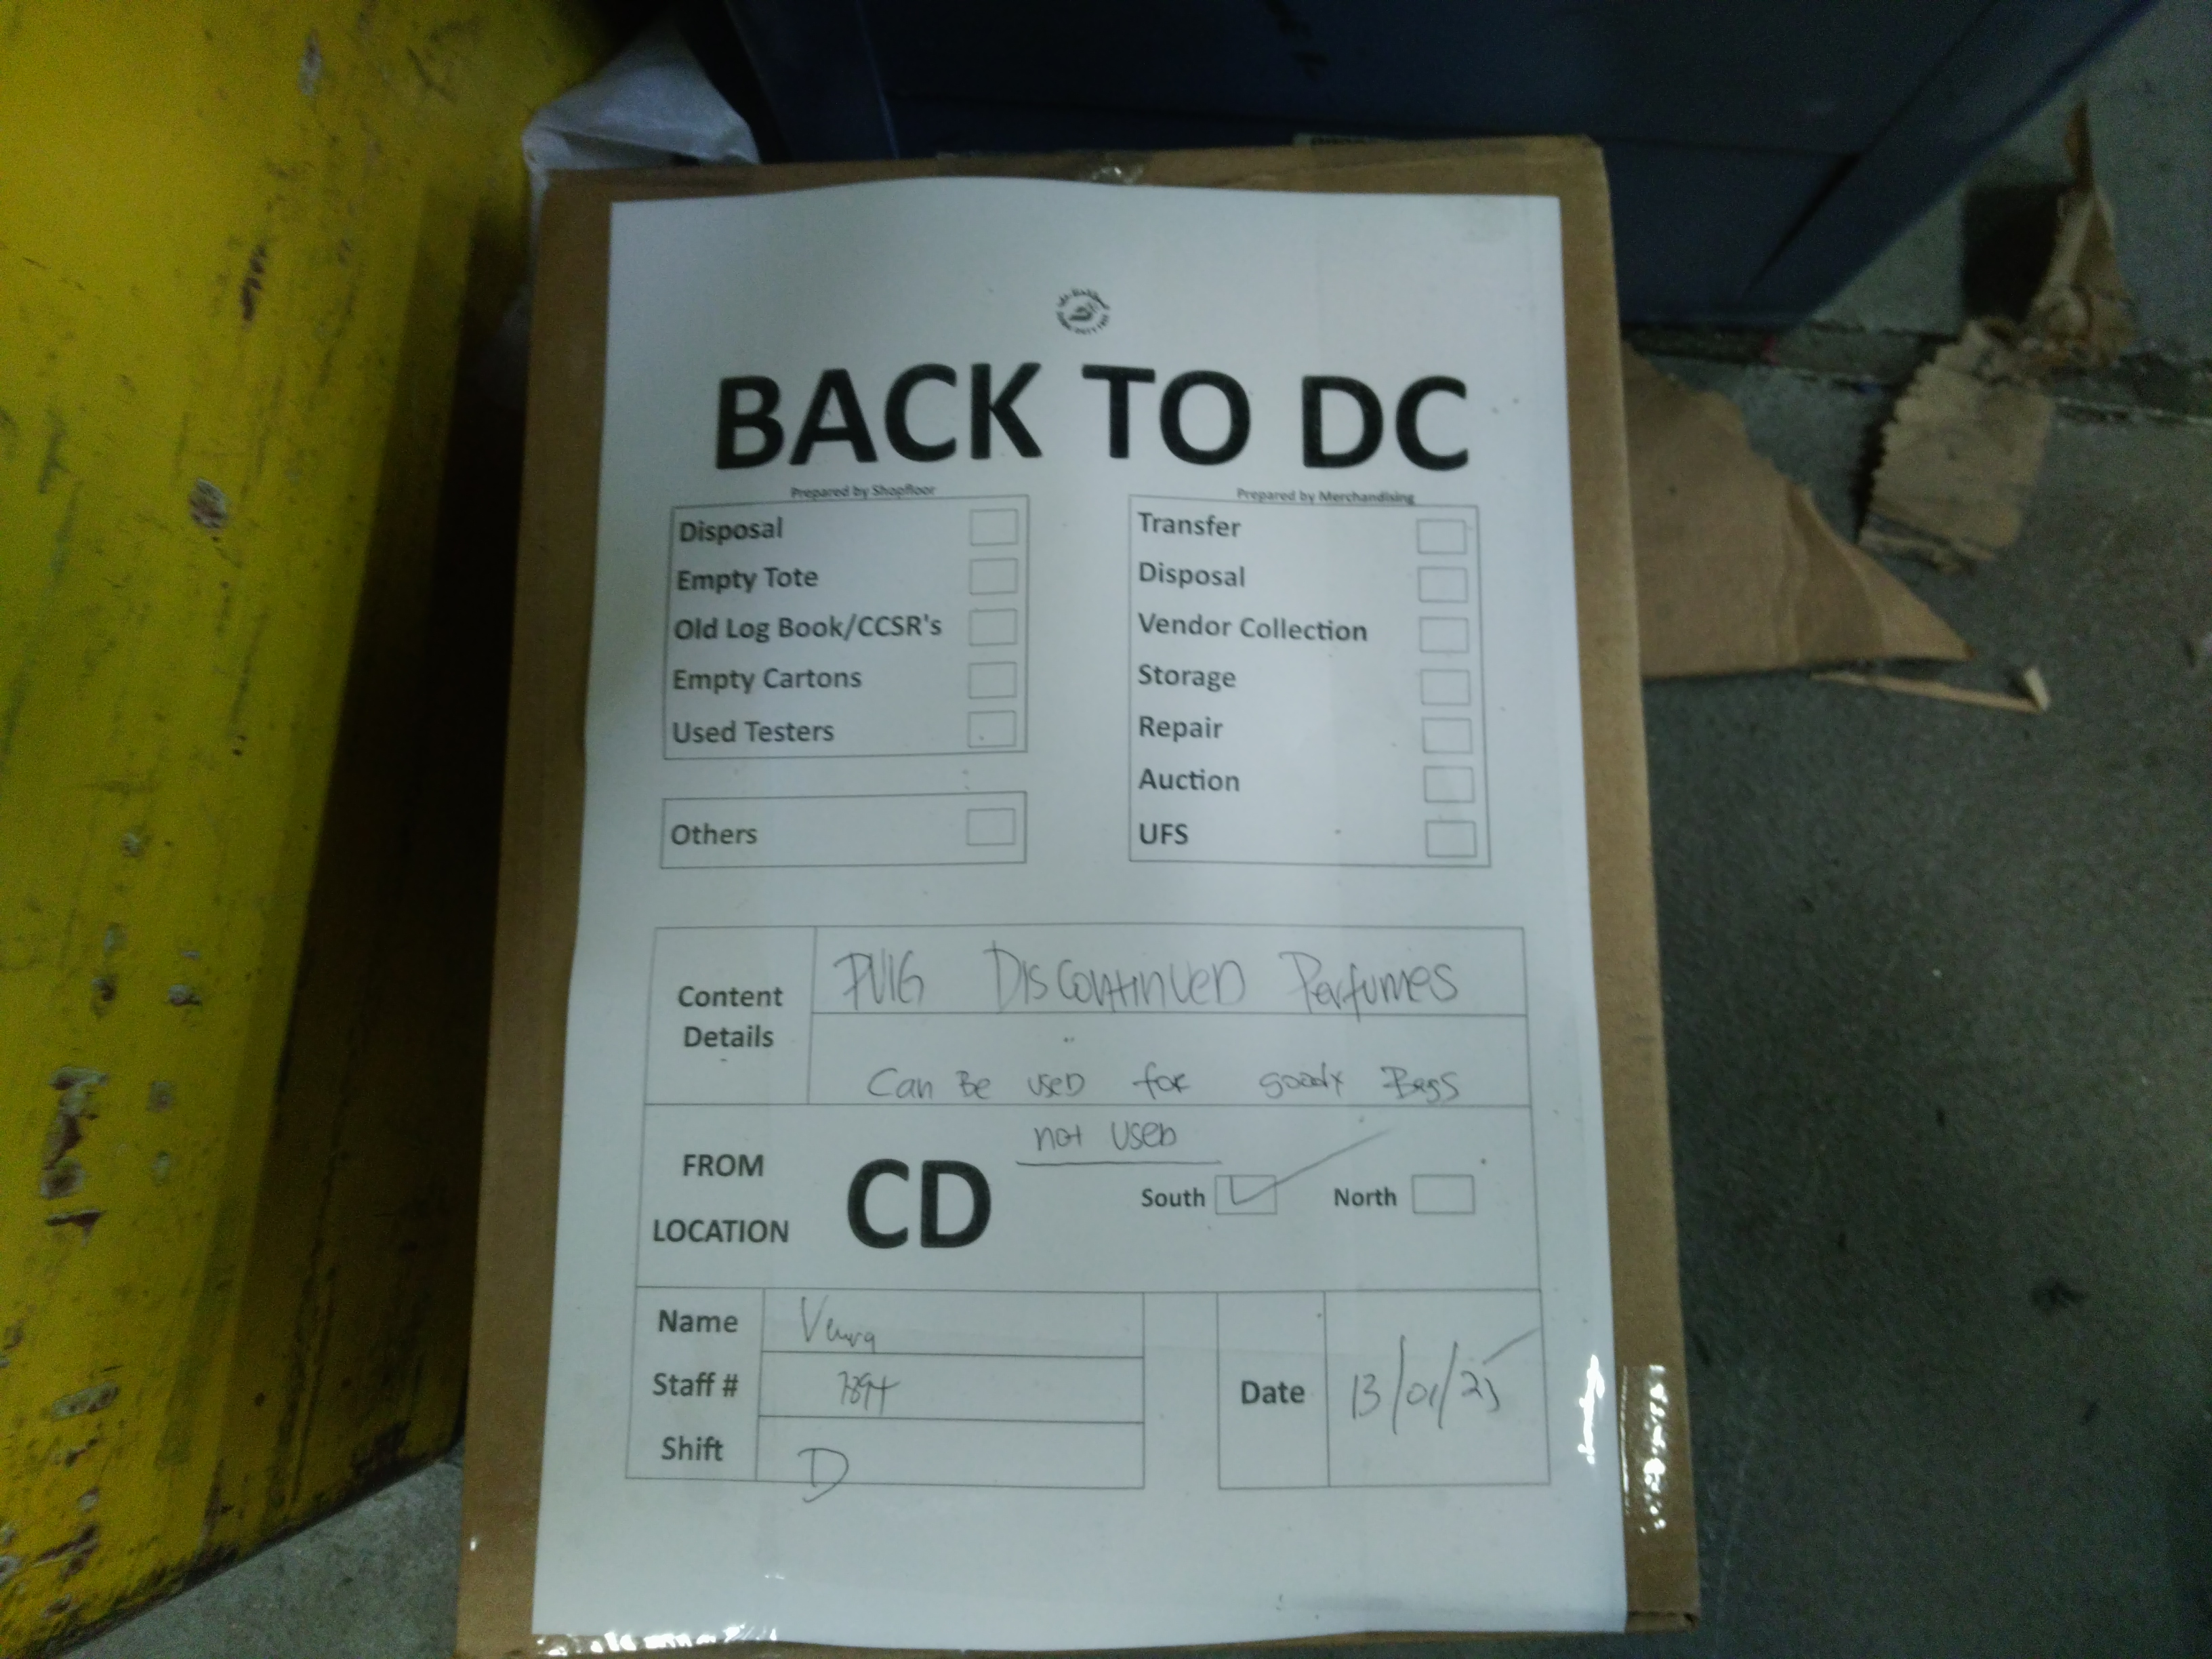 BACK TO DC
Prepared by Shopfloor
Disposal
Empty Tote
Old Log Book/CCSR's
Empty Cartons
Used Testers
Others
Prepared by Merchandising
Transfer
Disposal
Vendor Collection
Storage
Repair
Auction
UFS
Content
Details
PUIG DISContinueD Perfumes
Can Be useD for goody Bags
not useD
FROM
LOCATION
CD
South
North
Name
Staff #
Shift
D
Date
13/01/25